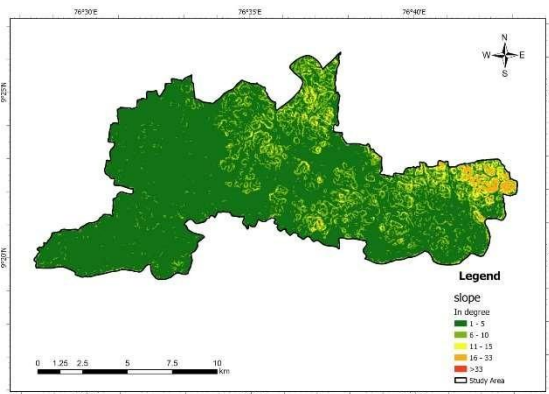 76°30'E 76°35'E 76°40'E
N
W E
S
9°25'N
9°20'N
Legend
slope
In degree
1 - 5
6 - 10
11 - 15
16 - 33
>33
Study Area
0 1.25 2.5 5 7.5 10
km